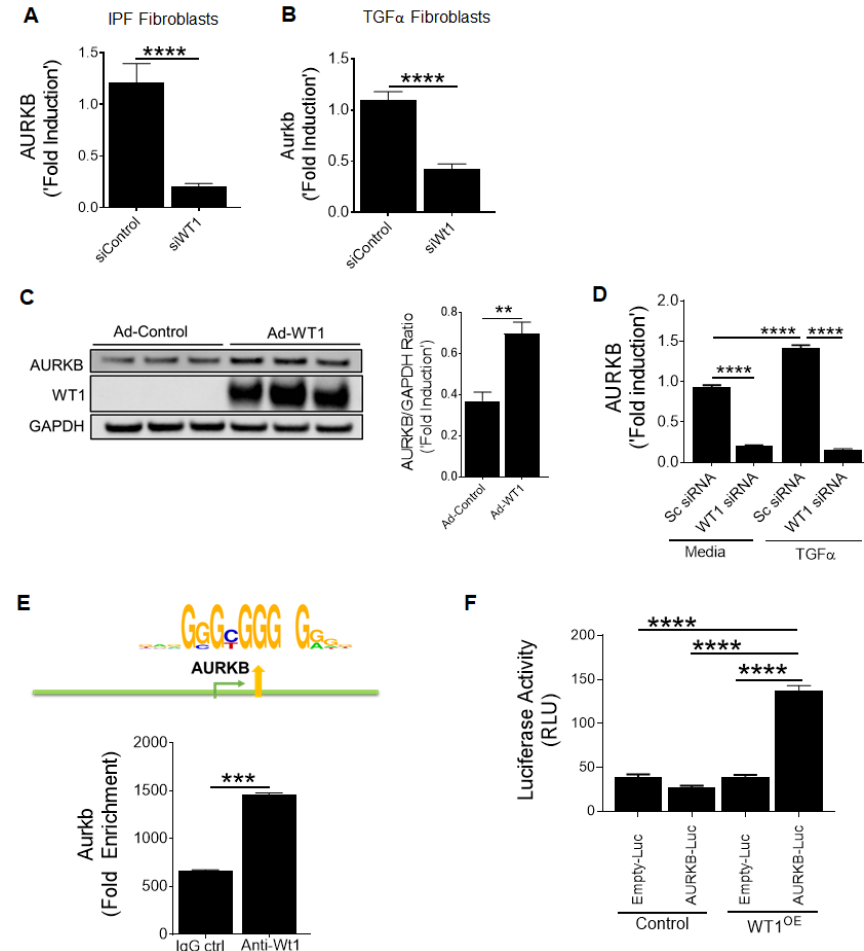 A
IPF Fibroblasts
AURKB
('Fold Induction')
1.5
1.0
0.5
0.0
****
siControl
siWT1
B
TGFα Fibroblasts
Aurkb
('Fold Induction')
1.5
1.0
0.5
0.0
****
siControl
siWt1
C
Ad-Control
Ad-WT1
AURKB
WT1
GAPDH
AURKB/GAPDH Ratio
('Fold Induction')
0.8
0.6
0.4
0.2
0.0
**
Ad-Control
Ad-WT1
D
AURKB
('Fold induction')
2.0
1.5
1.0
0.5
0.0
****
****
****
Sc siRNA
WT1 siRNA
Sc siRNA
WT1 siRNA
Media
TGFα
E
GGGCGGG GG
AURKB
Aurkb
(Fold Enrichment)
2000
1500
1000
500
0
***
IgG ctrl
Anti-Wt1
F
Luciferase Activity
(RLU)
200
150
100
50
0
****
****
****
Empty-Luc
AURKB-Luc
Empty-Luc
AURKB-Luc
Control
WT1OE